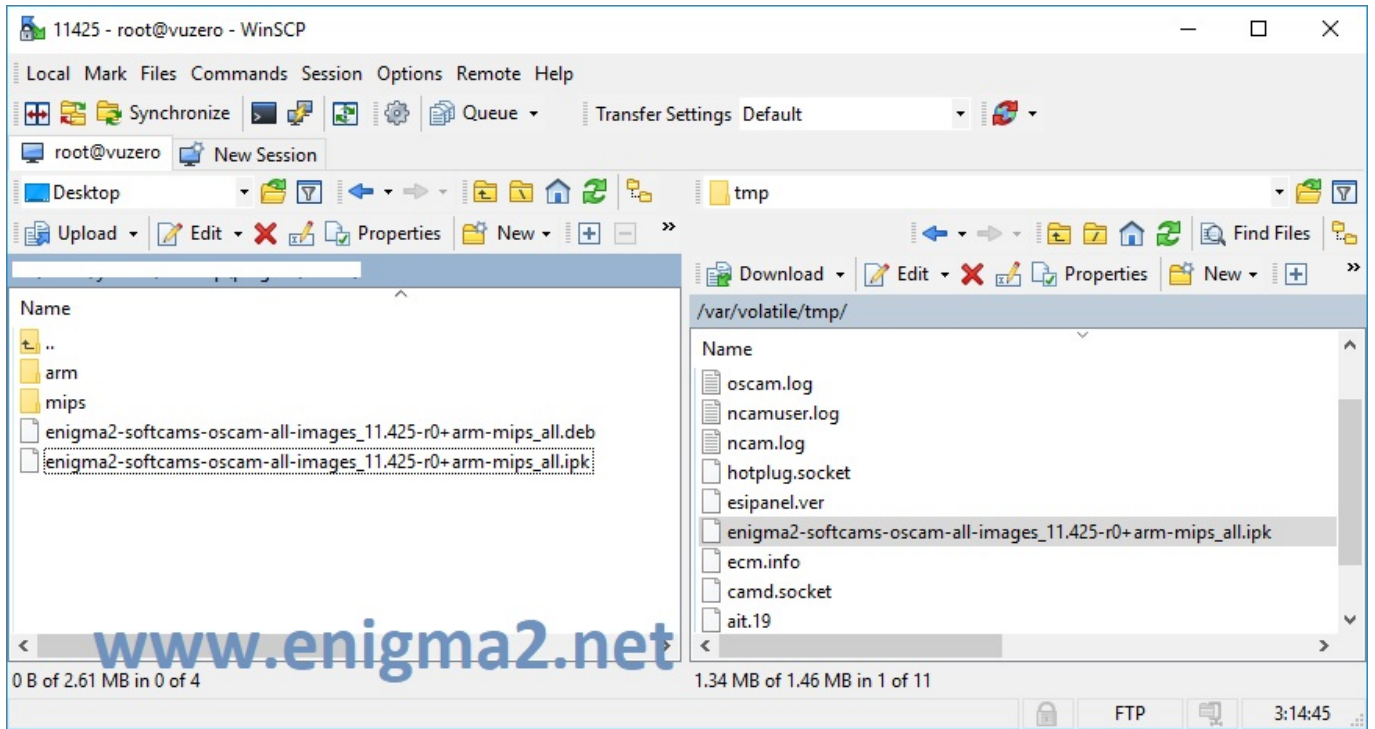 11425 - root@vuzero - WinSCP
Local Mark Files Commands Session Options Remote Help
Synchronize Queue Transfer Settings Default
root@vuzero New Session
Desktop
Upload Edit Properties New »
Name
..
arm
mips
enigma2-softcams-oscam-all-images_11.425-r0+arm-mips_all.deb
enigma2-softcams-oscam-all-images_11.425-r0+arm-mips_all.ipk
0 B of 2.61 MB in 0 of 4
tmp
Find Files
Download Edit Properties New »
/var/volatile/tmp/
Name
oscam.log
ncamuser.log
ncam.log
hotplug.socket
esipanel.ver
enigma2-softcams-oscam-all-images_11.425-r0+arm-mips_all.ipk
ecm.info
camd.socket
ait.19
1.34 MB of 1.46 MB in 1 of 11
www.enigma2.net
FTP 3:14:45